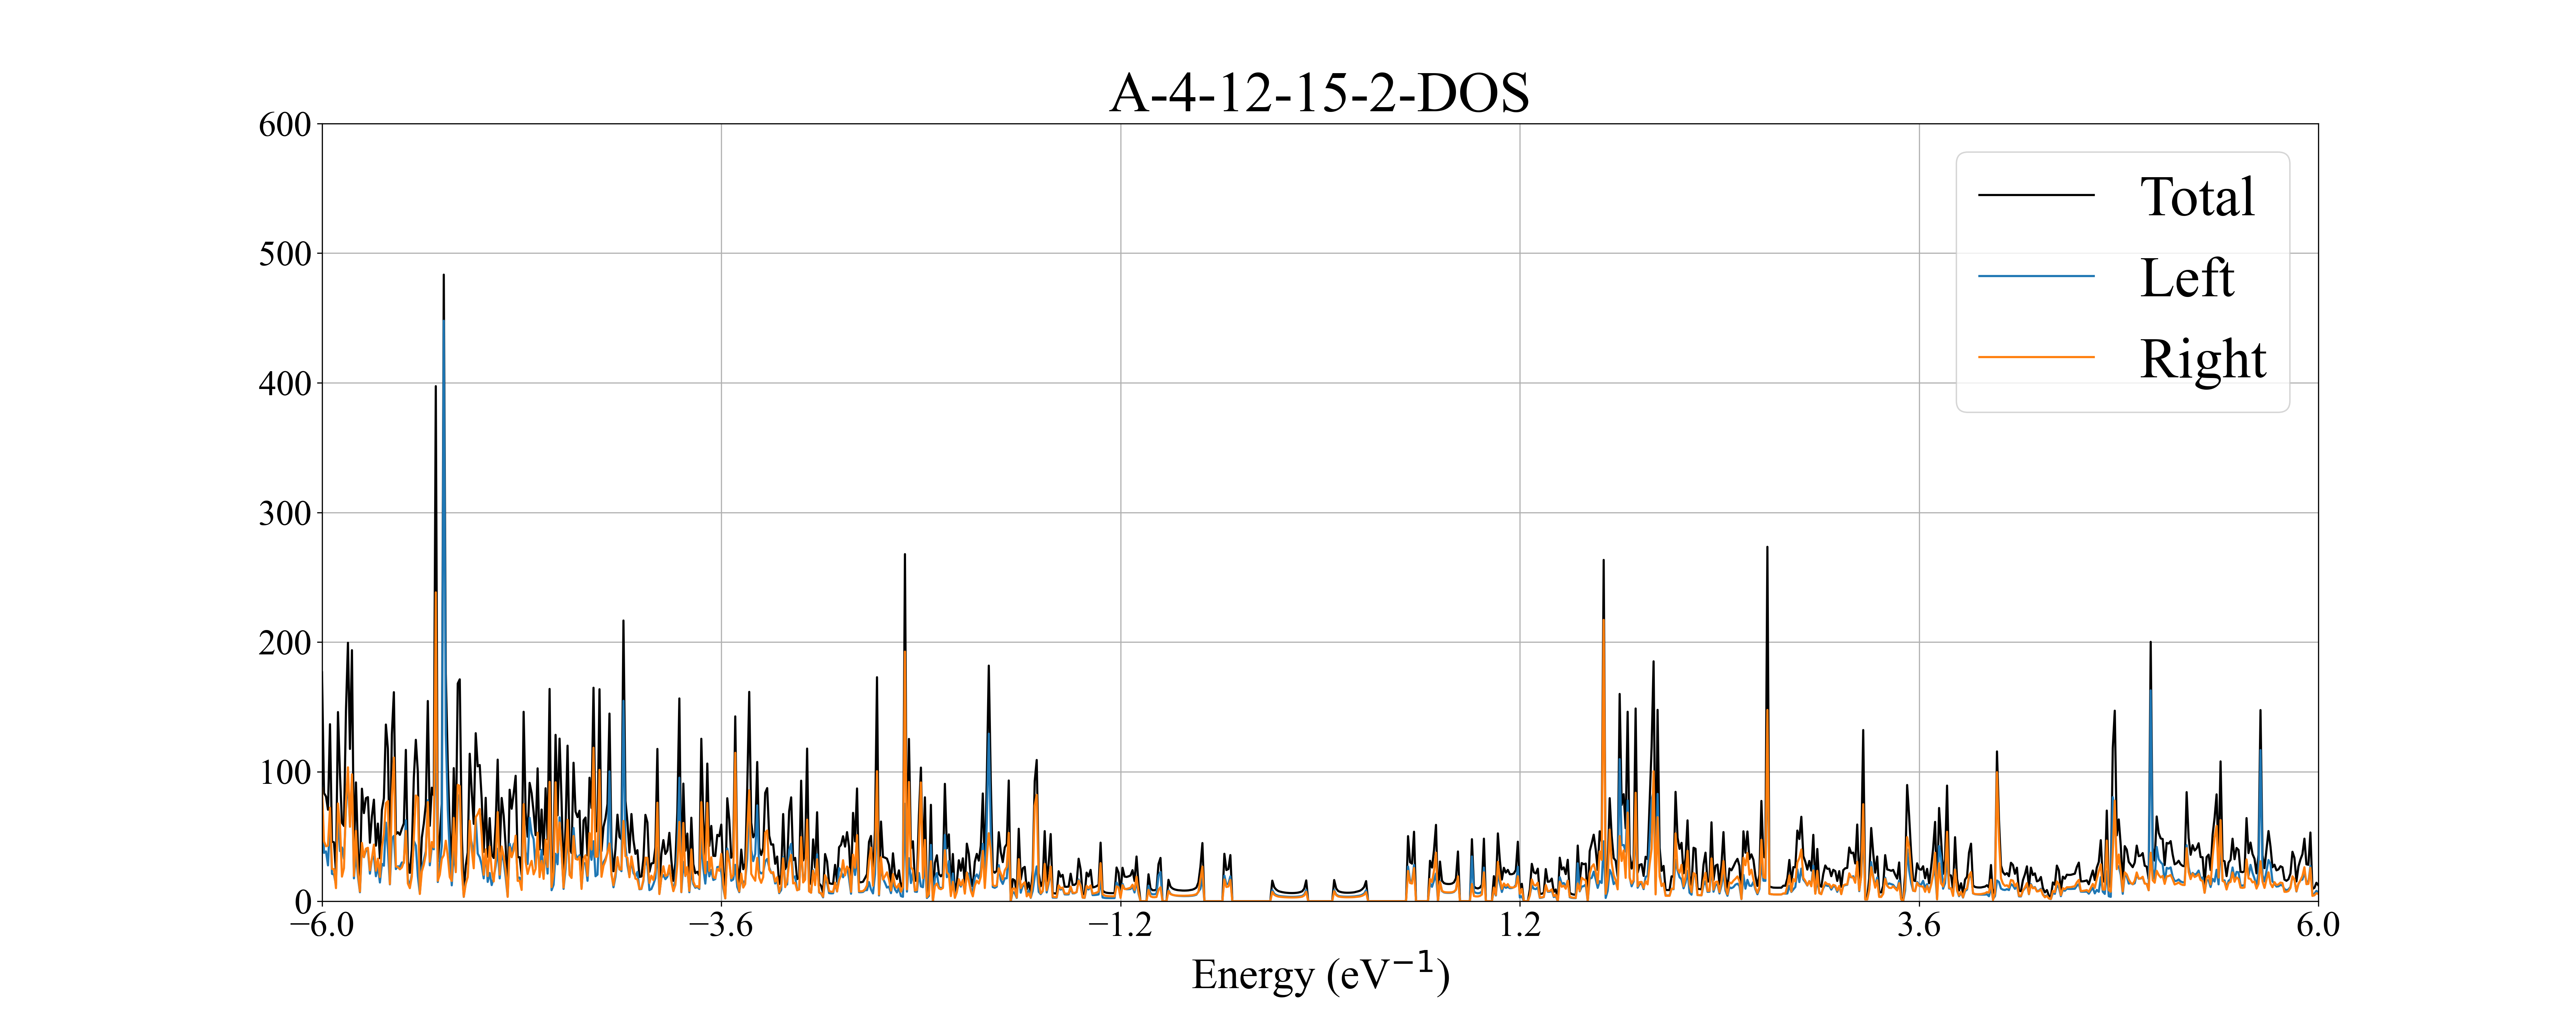 A-4-12-15-2-DOS
600
500
400
300
200
100
0
Total
Left
Right
−6.0 −3.6 −1.2 1.2 3.6 6.0
Energy (eV⁻¹)